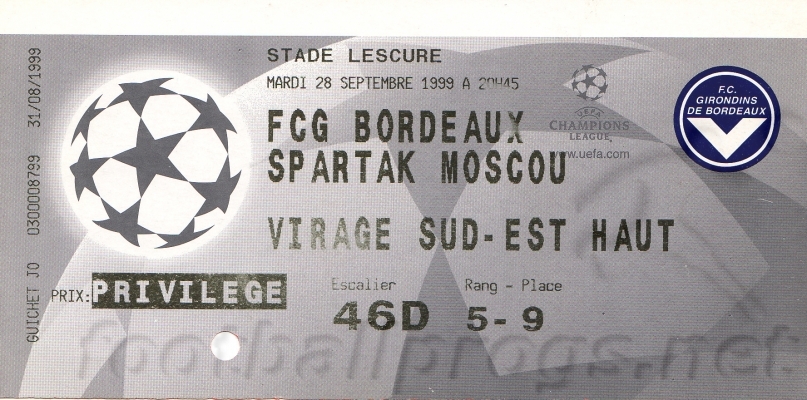 STADE LESCURE
MARDI 28 SEPTEMBRE 1999 A 20H45
FCG BORDEAUX
SPARTAK MOSCOU
VIRAGE SUD-EST HAUT
PRIX: PRIVILEGE
Escalier
46D
Rang - Place
5- 9
GUICHET JO 0300008799 31/08/1999
UEFA
CHAMPIONS
LEAGUE
www.uefa.com
F.C.
GIRONDINS
DE BORDEAUX
footballprogs.net